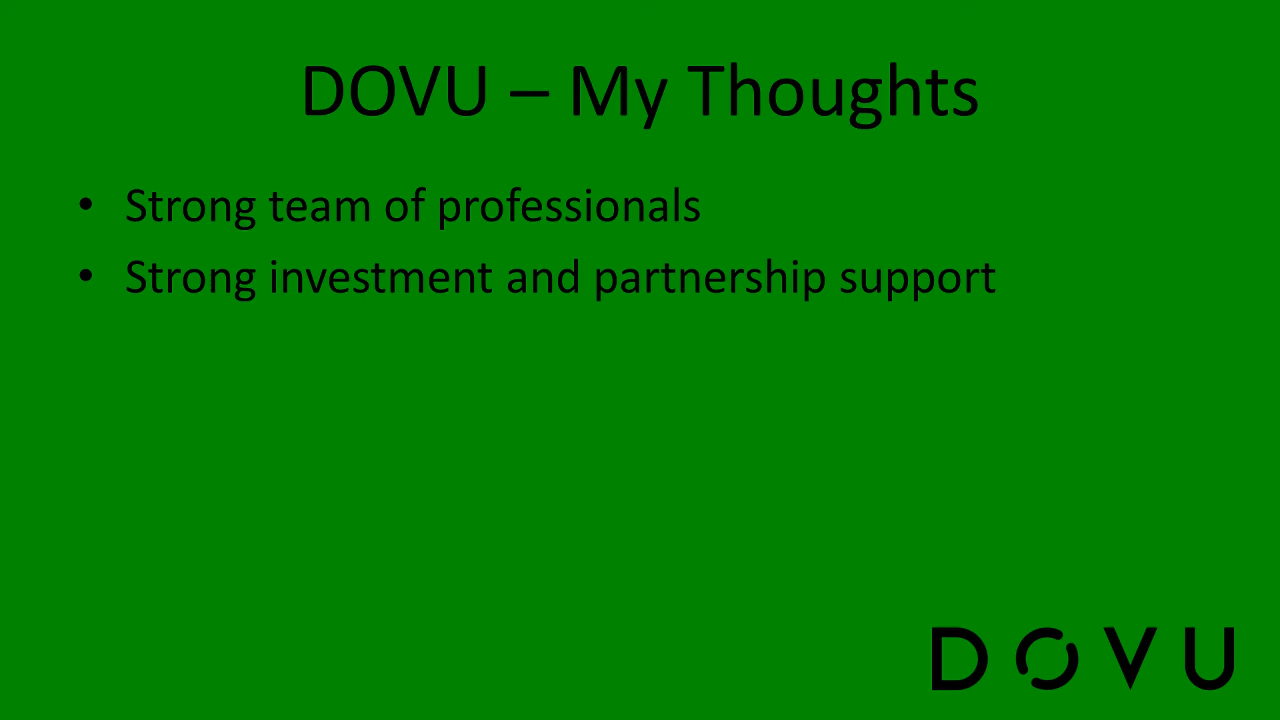 DOVU – My Thoughts
• Strong team of professionals
• Strong investment and partnership support
DOVU